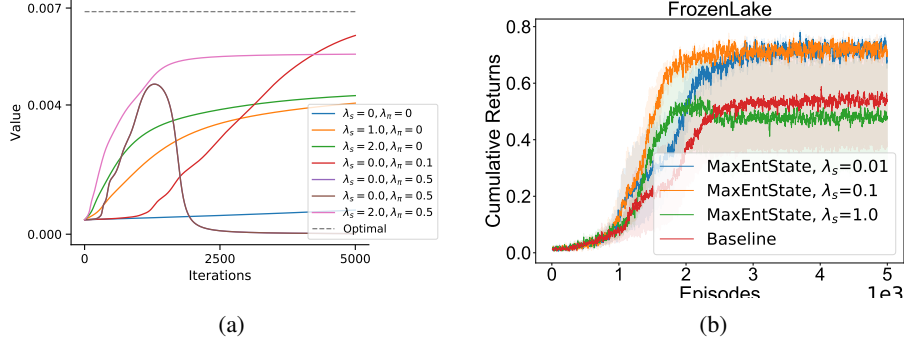 0.007
0.004
0.000
Value
0
2500
5000
Iterations
λs = 0, λπ = 0
λs = 1.0, λπ = 0
λs = 2.0, λπ = 0
λs = 0.0, λπ = 0.1
λs = 0.0, λπ = 0.5
λs = 0.0, λπ = 0.5
λs = 2.0, λπ = 0.5
Optimal
(a)
FrozenLake
0.8
0.6
0.4
0.2
0.0
Cumulative Returns
0
1
2
3
4
5
1e3
Episodes
MaxEntState, λs=0.01
MaxEntState, λs=0.1
MaxEntState, λs=1.0
Baseline
(b)